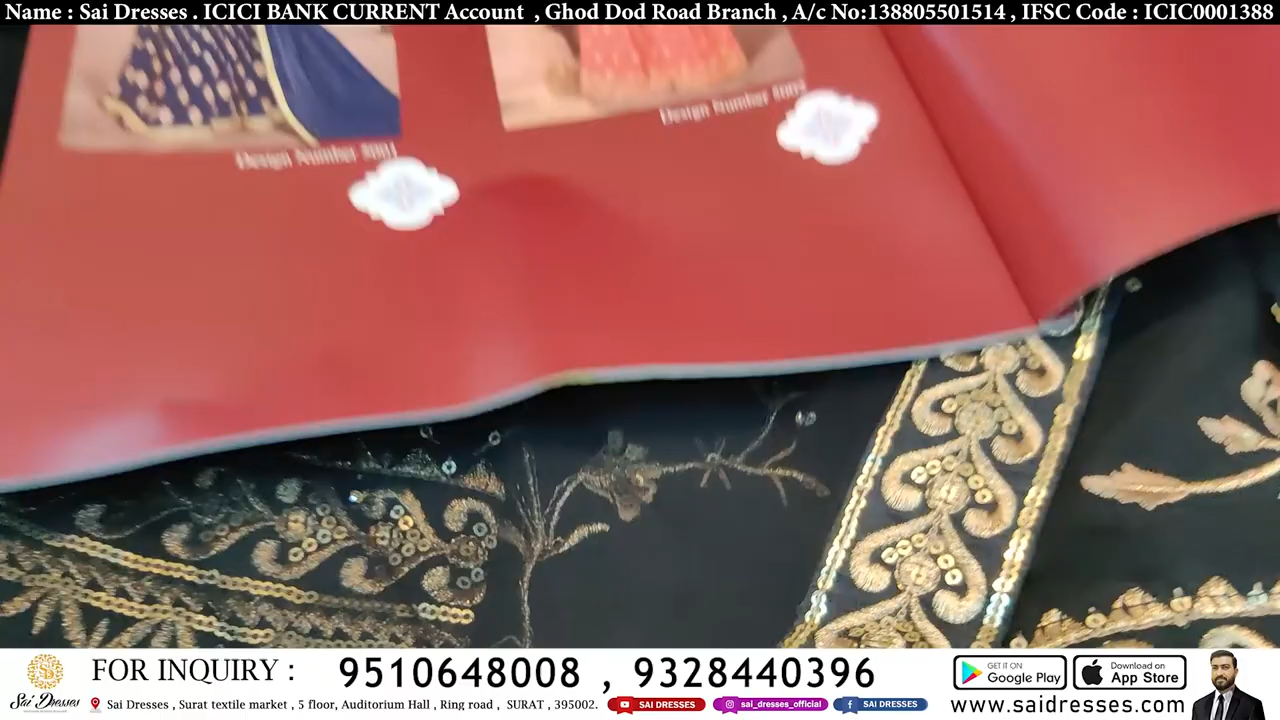 Name : Sai Dresses . ICICI BANK CURRENT Account , Ghod Dod Road Branch , A/c No:138805501514 , IFSC Code : ICIC0001388
Design Number
Design Number
FOR INQUIRY : 9510648008 , 9328440396
GET IT ON
Google Play
Download on
App Store
Sai Dresses
Sai Dresses , Surat textile market , 5 floor, Auditorium Hall , Ring road , SURAT , 395002.
SAI DRESSES
sai_dresses_official
SAI DRESSES
www.saidresses.com